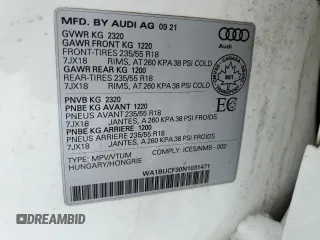 MFD. BY AUDI AG 09 21
GVWR KG 2320
GAWR FRONT KG 1220
FRONT-TIRES 235/55 R18
7JX18 RIMS, AT 260 KPA 38 PSI COLD
GAWR REAR KG 1200
REAR-TIRES 235/55 R18
7JX18 RIMS, AT 260 KPA 38 PSI COLD
Audi
PNVB KG 2320
PNBE KG AVANT 1220
PNEUS AVANT 235/55 R18
7JX18 JANTES, A 260 KPA 38 PSI
PNBE KG ARRIERE 1200
PNEUS ARRIERE 235/55 R18
7JX18 JANTES, A 260 KPA 38 PSI
TYPE: MPV/VTUM COMPLY: ICES/NMB - 002
HUNGARY/HONGRIE
WA1BUCF30N1031471
DREAMBID DREAMBID.COM